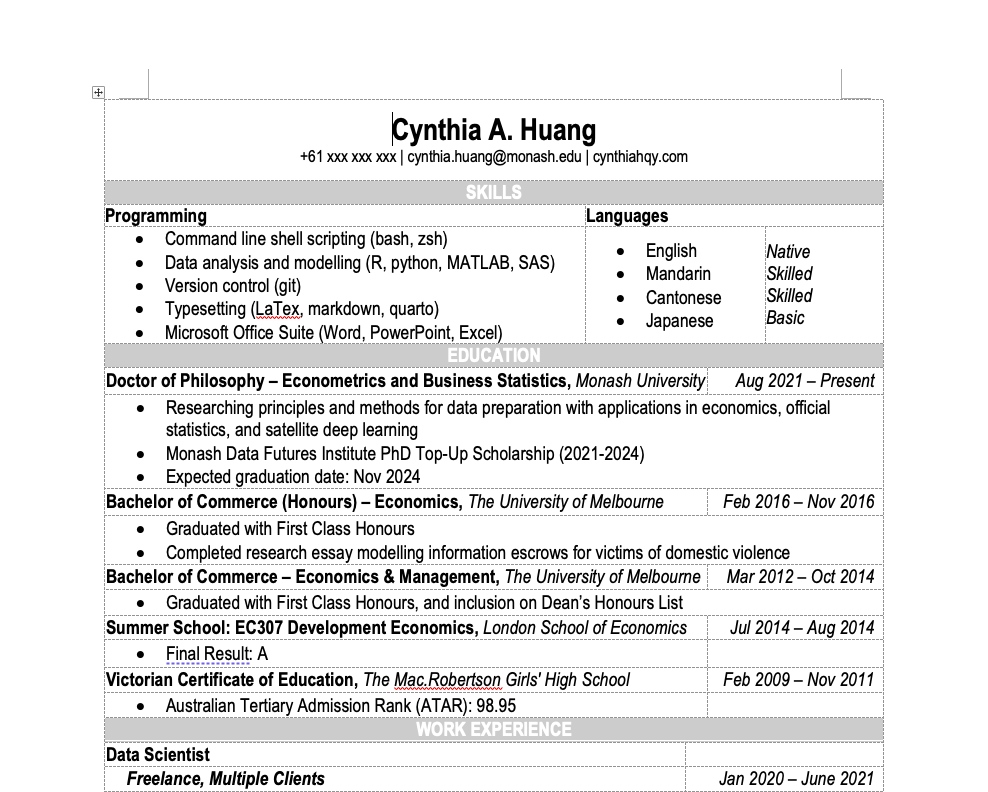 Cynthia A. Huang
+61 xxx xxx xxx | cynthia.huang@monash.edu | cynthiahqy.com
SKILLS
Programming
• Command line shell scripting (bash, zsh)
• Data analysis and modelling (R, python, MATLAB, SAS)
• Version control (git)
• Typesetting (LaTex, markdown, quarto)
• Microsoft Office Suite (Word, PowerPoint, Excel)
Languages
• English Native
• Mandarin Skilled
• Cantonese Skilled
• Japanese Basic
EDUCATION
Doctor of Philosophy – Econometrics and Business Statistics, Monash University Aug 2021 – Present
• Researching principles and methods for data preparation with applications in economics, official
statistics, and satellite deep learning
• Monash Data Futures Institute PhD Top-Up Scholarship (2021-2024)
• Expected graduation date: Nov 2024
Bachelor of Commerce (Honours) – Economics, The University of Melbourne Feb 2016 – Nov 2016
• Graduated with First Class Honours
• Completed research essay modelling information escrows for victims of domestic violence
Bachelor of Commerce – Economics & Management, The University of Melbourne Mar 2012 – Oct 2014
• Graduated with First Class Honours, and inclusion on Dean’s Honours List
Summer School: EC307 Development Economics, London School of Economics Jul 2014 – Aug 2014
• Final Result: A
Victorian Certificate of Education, The Mac.Robertson Girls' High School Feb 2009 – Nov 2011
• Australian Tertiary Admission Rank (ATAR): 98.95
WORK EXPERIENCE
Data Scientist
Freelance, Multiple Clients Jan 2020 – June 2021